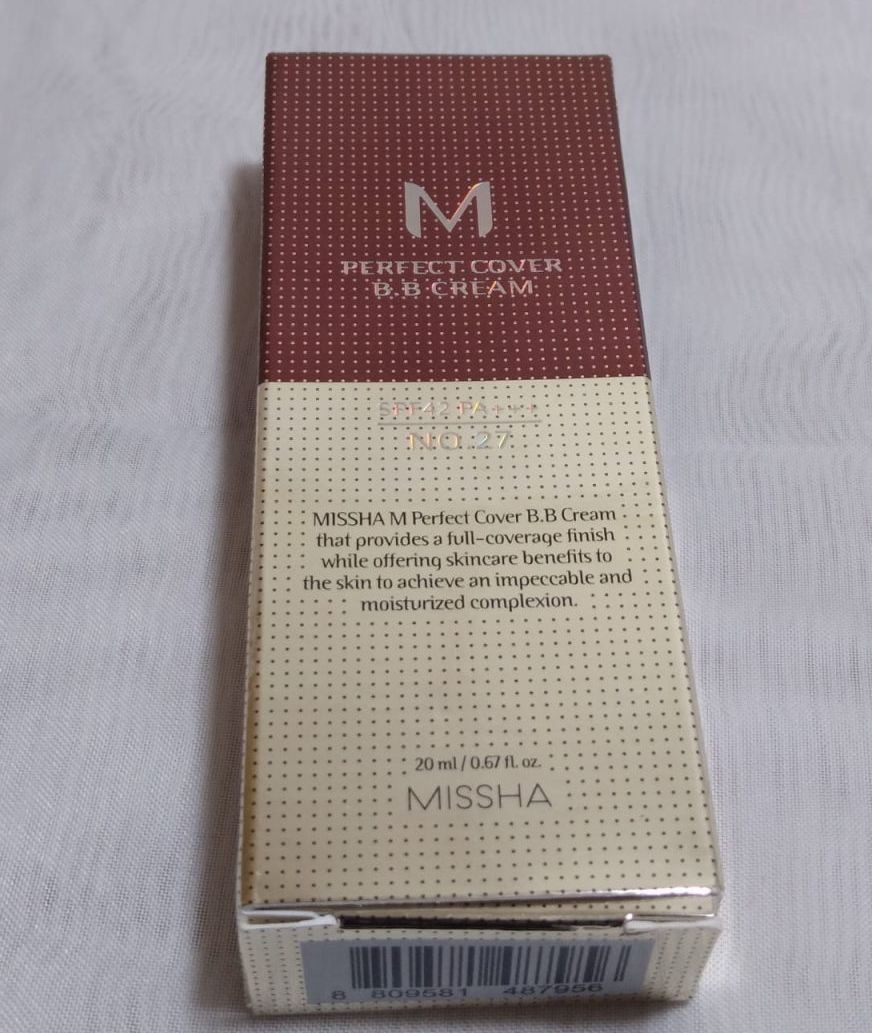 M
PERFECT COVER
B.B CREAM
SPF42 PA+++
NO.27
MISSHA M Perfect Cover B.B Cream
that provides a full-coverage finish
while offering skincare benefits to
the skin to achieve an impeccable and
moisturized complexion.
20 ml / 0.67 fl. oz.
MISSHA
8 809581 487956